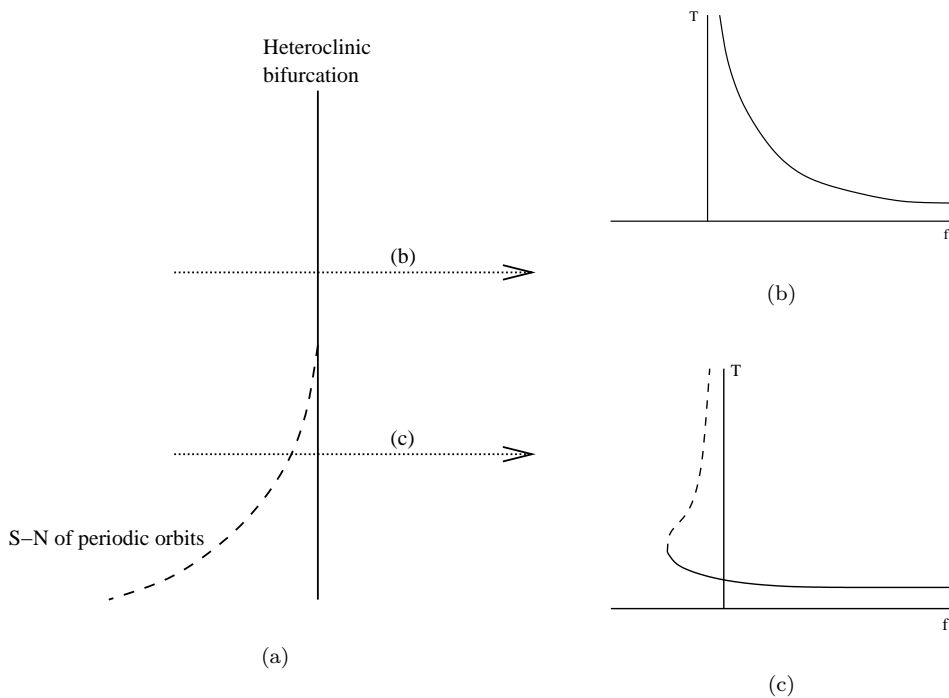 Heteroclinic
bifurcation
(b)
(c)
S–N of periodic orbits
(a)
T
f
(b)
T
f
(c)